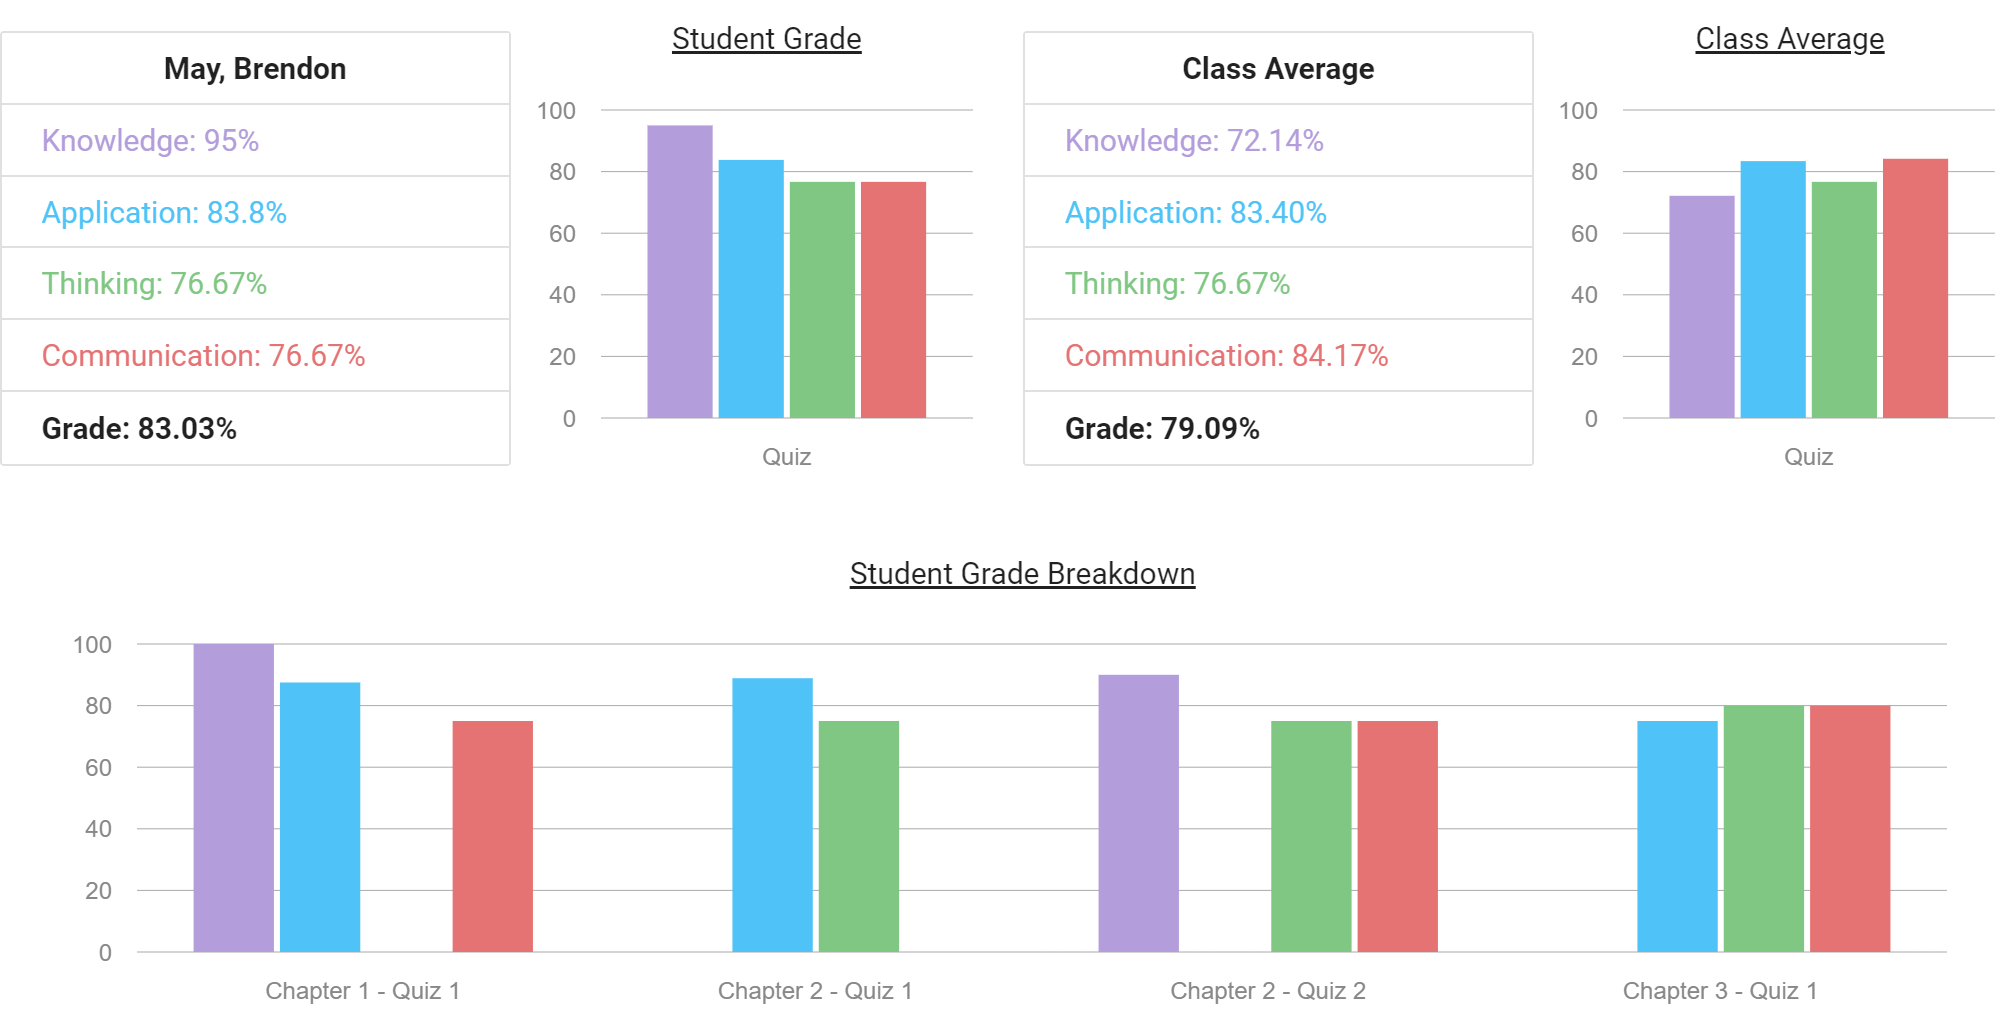 May, Brendon
Knowledge: 95%
Application: 83.8%
Thinking: 76.67%
Communication: 76.67%
Grade: 83.03%
Student Grade
100
80
60
40
20
0
Quiz
Class Average
Knowledge: 72.14%
Application: 83.40%
Thinking: 76.67%
Communication: 84.17%
Grade: 79.09%
Class Average
100
80
60
40
20
0
Quiz
Student Grade Breakdown
100
80
60
40
20
0
Chapter 1 - Quiz 1
Chapter 2 - Quiz 1
Chapter 2 - Quiz 2
Chapter 3 - Quiz 1